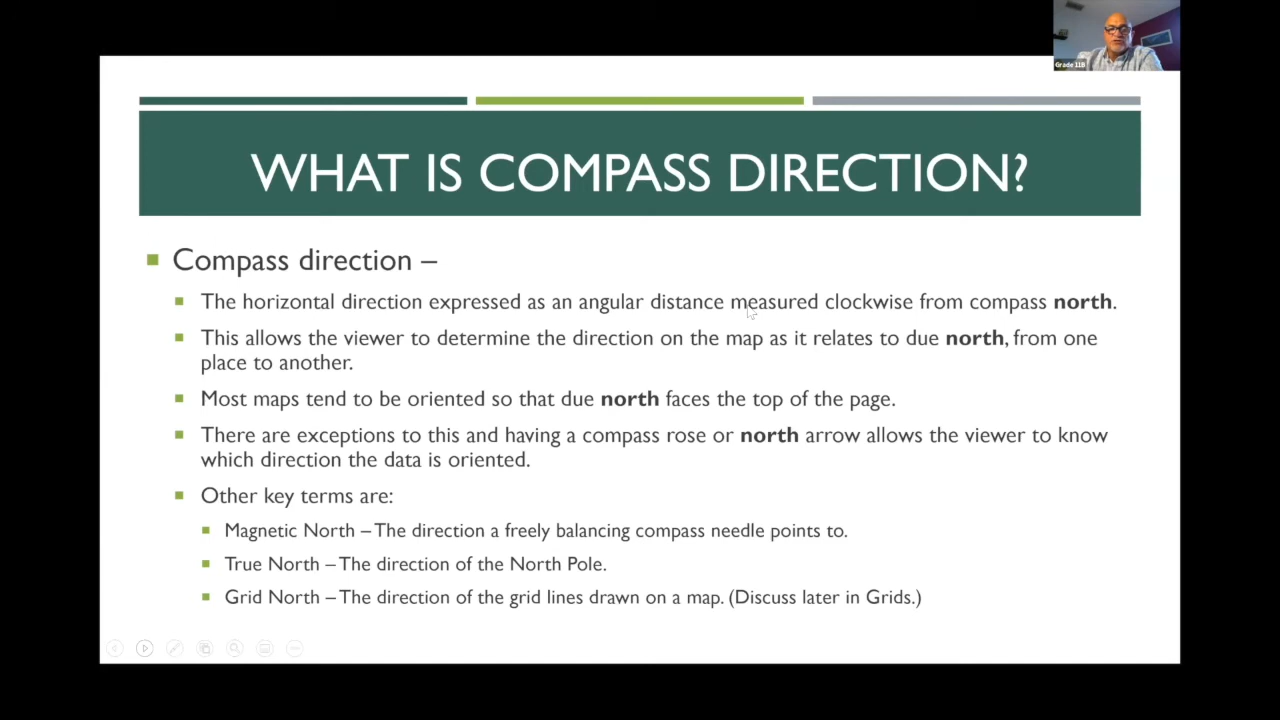 Grade 11B
WHAT IS COMPASS DIRECTION?
Compass direction –
The horizontal direction expressed as an angular distance measured clockwise from compass north.
This allows the viewer to determine the direction on the map as it relates to due north, from one
place to another.
Most maps tend to be oriented so that due north faces the top of the page.
There are exceptions to this and having a compass rose or north arrow allows the viewer to know
which direction the data is oriented.
Other key terms are:
Magnetic North – The direction a freely balancing compass needle points to.
True North – The direction of the North Pole.
Grid North – The direction of the grid lines drawn on a map. (Discuss later in Grids.)